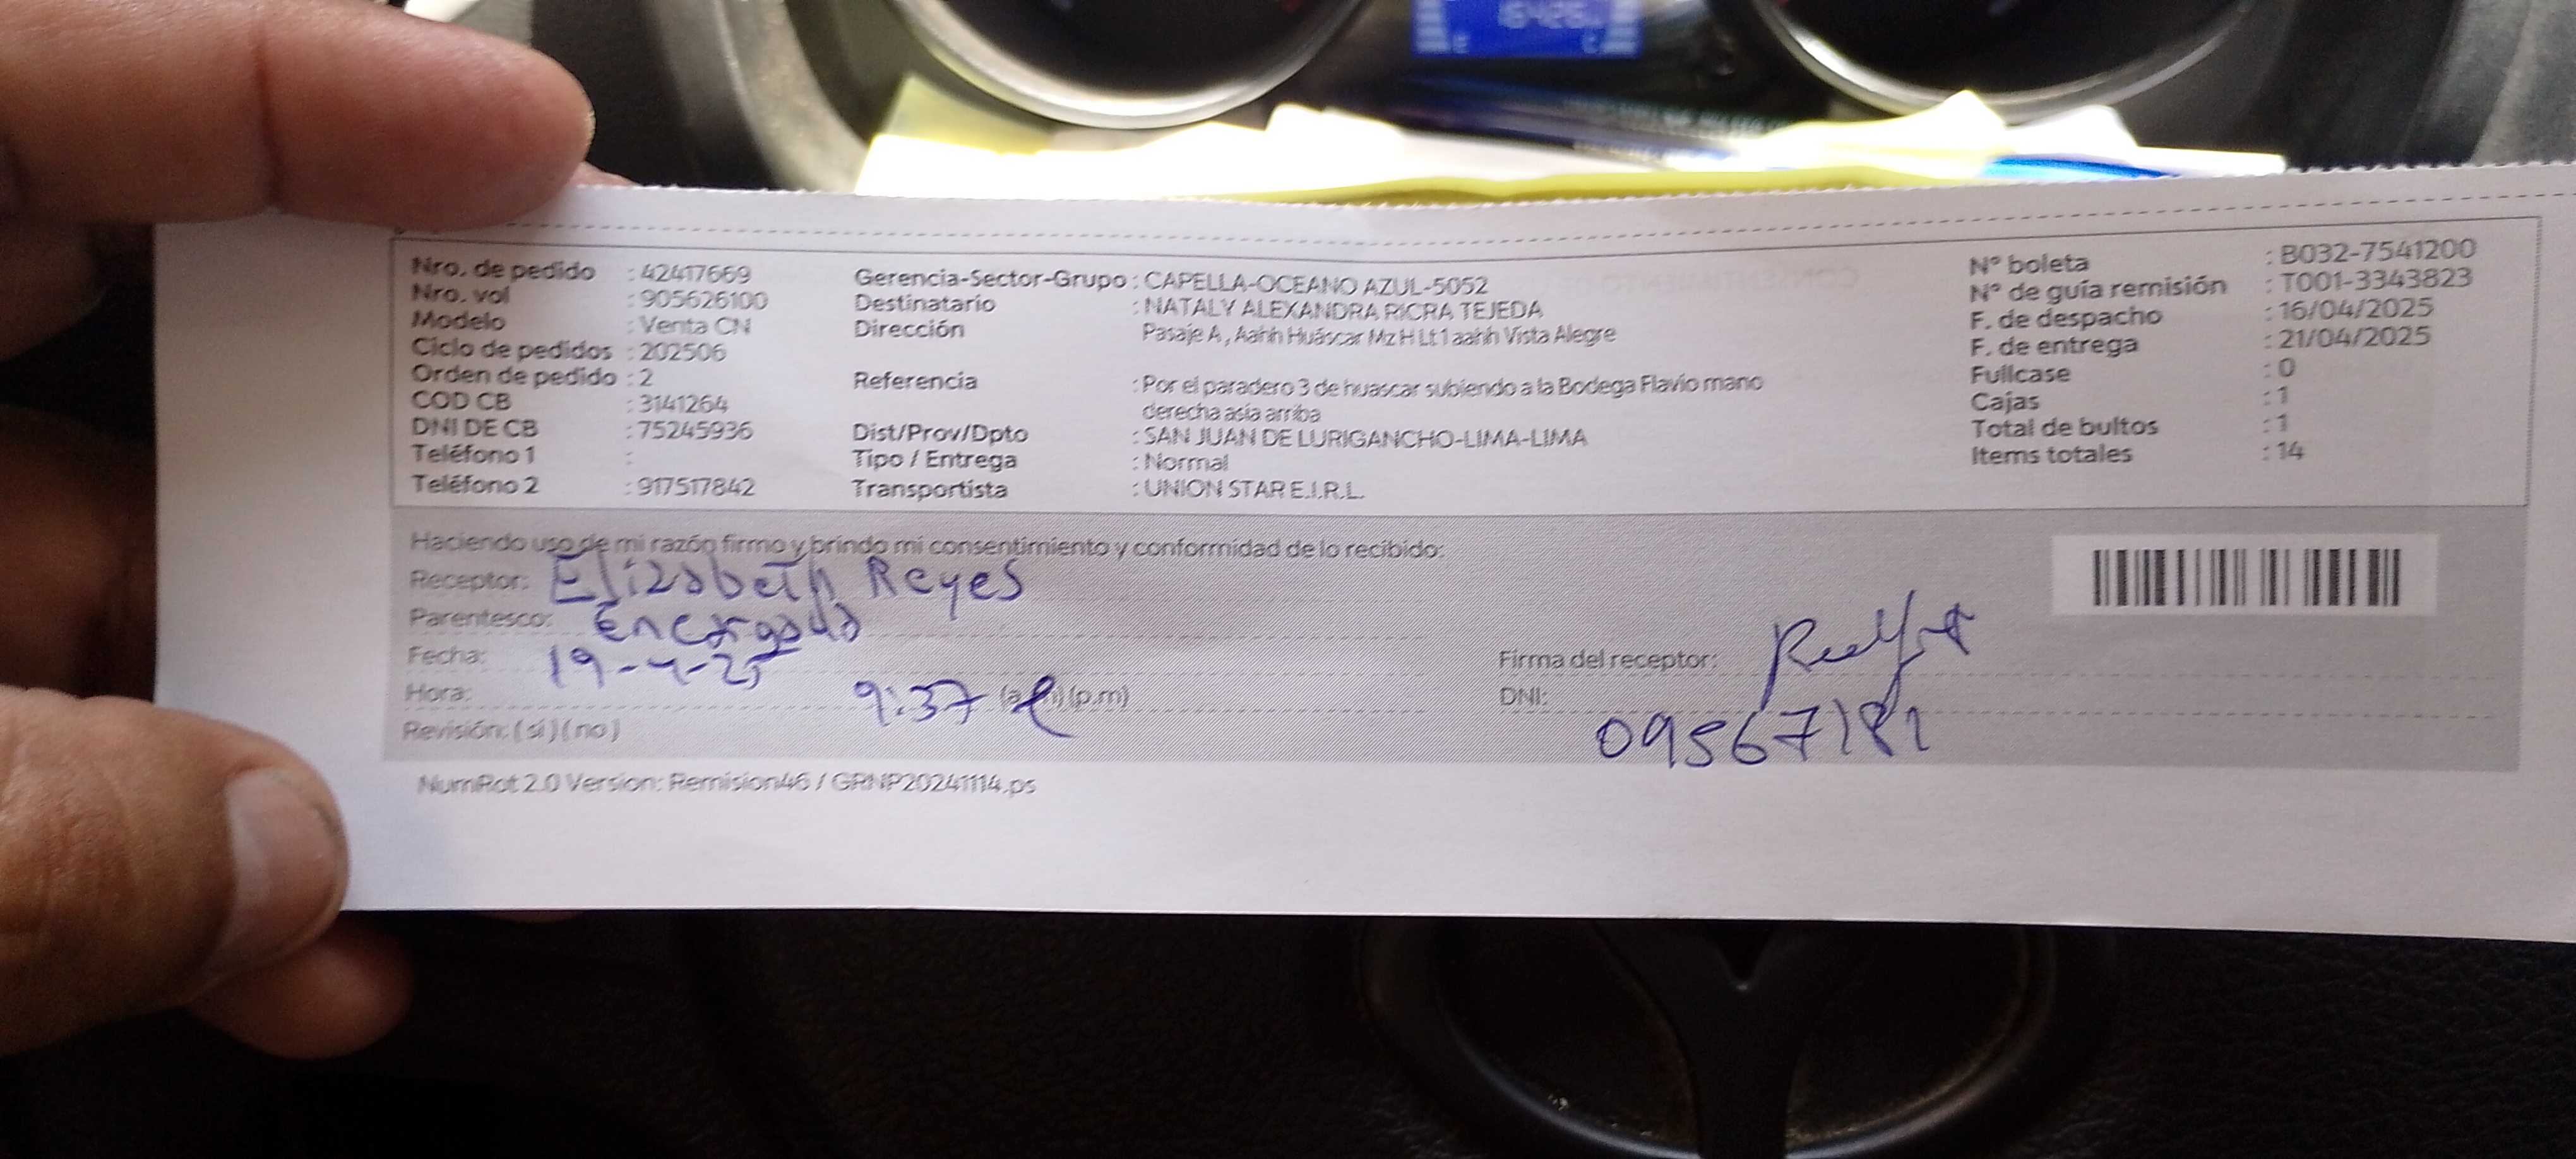 Nro. de pedido : 42417669
Nro. vol : 905626100
Modelo : Venta CN
Ciclo de pedidos : 202506
Orden de pedido : 2
COD CB : 3141264
DNI DE CB : 75245936
Teléfono 1 :
Teléfono 2 : 917517842
Gerencia-Sector-Grupo : CAPELLA-OCEANO AZUL-5052
Destinatario : NATALY ALEXANDRA RICRA TEJEDA
Dirección Pasaje A , Aahh Huáscar Mz H Lt 1 aahh Vista Alegre
Referencia : Por el paradero 3 de huascar subiendo a la Bodega Flavio mano
derecha asia arriba
Dist/Prov/Dpto : SAN JUAN DE LURIGANCHO-LIMA-LIMA
Tipo / Entrega : Normal
Transportista : UNION STAR E.I.R.L.
N° boleta : B032-7541200
N° de guía remisión : T001-3343823
F. de despacho : 16/04/2025
F. de entrega : 21/04/2025
Fullcase : 0
Cajas : 1
Total de bultos : 1
Items totales : 14
Haciendo uso de mi razón firmo y brindo mi consentimiento y conformidad de lo recibido:
Receptor: Elizabeth Reyes
Parentesco: encargada
Fecha: 19-4-25
Hora: 9:37 (a.m) (p.m)
Revisión: ( si ) ( no )
Firma del receptor:
DNI: 09567181
NumRot 2.0 Version: Remision46 / GRNP20241114.ps